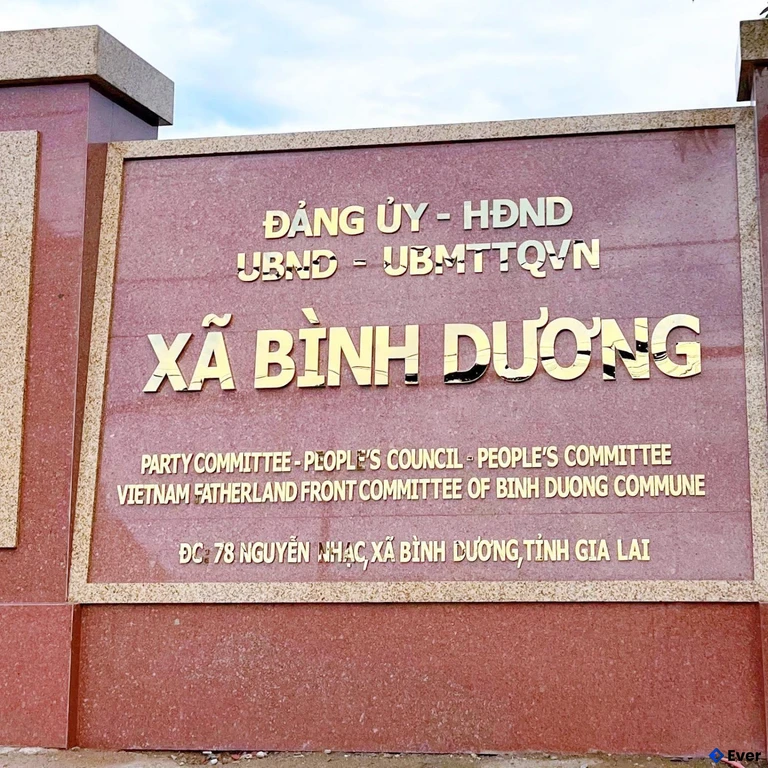 ĐẢNG ỦY - HĐND
UBND - UBMTTQVN
XÃ BÌNH DƯƠNG
PARTY COMMITTEE - PEOPLE'S COUNCIL - PEOPLE'S COMMITTEE
VIETNAM FATHERLAND FRONT COMMITTEE OF BINH DUONG COMMUNE
ĐC: 78 NGUYỄN NHẠC, XÃ BÌNH DƯƠNG, TỈNH GIA LAI
Ever